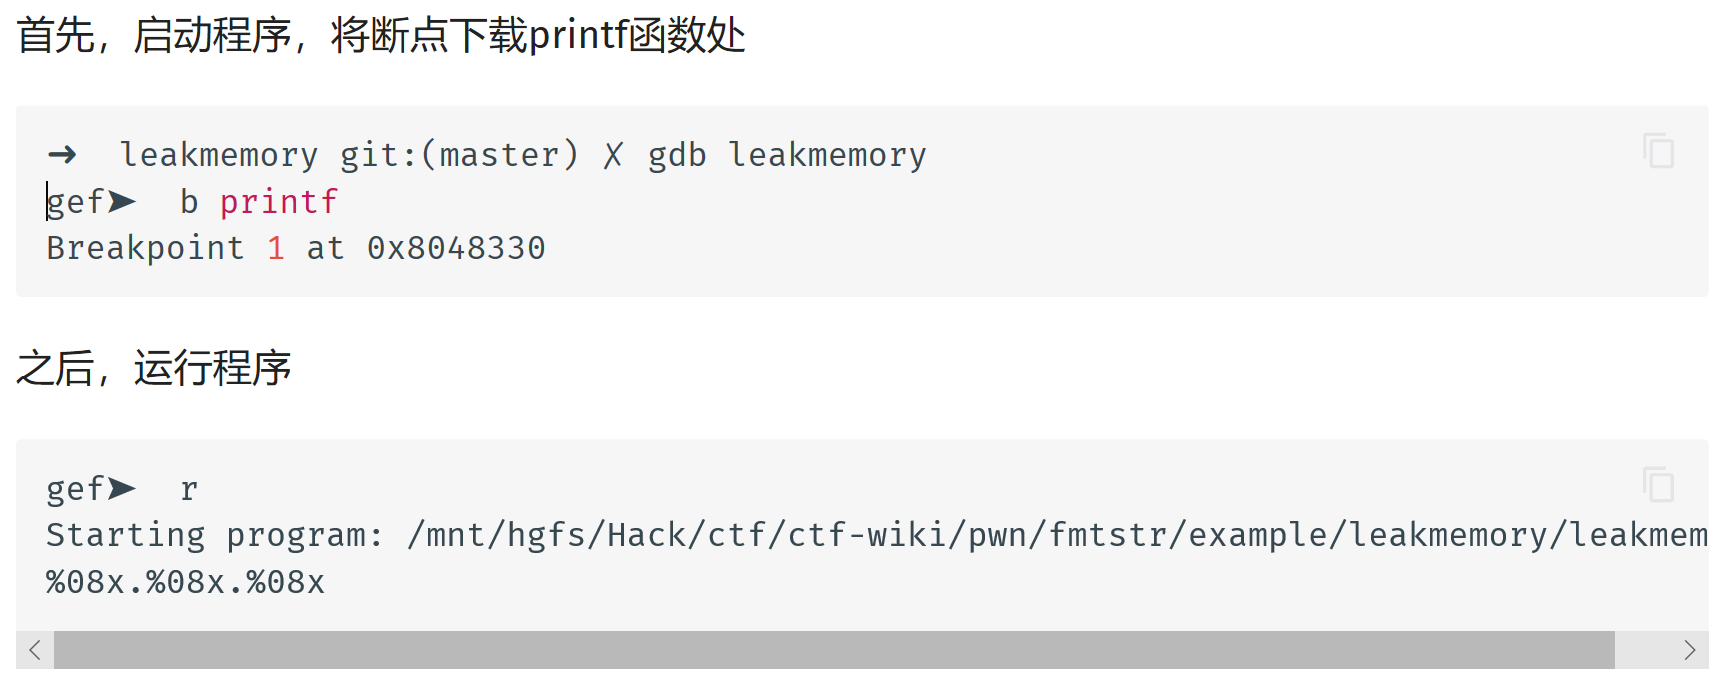 首先，启动程序，将断点下载printf函数处
➜  leakmemory git:(master) ✗ gdb leakmemory
gef➤  b printf
Breakpoint 1 at 0x8048330
之后，运行程序
gef➤  r
Starting program: /mnt/hgfs/Hack/ctf/ctf-wiki/pwn/fmtstr/example/leakmemory/leakmem
%08x.%08x.%08x